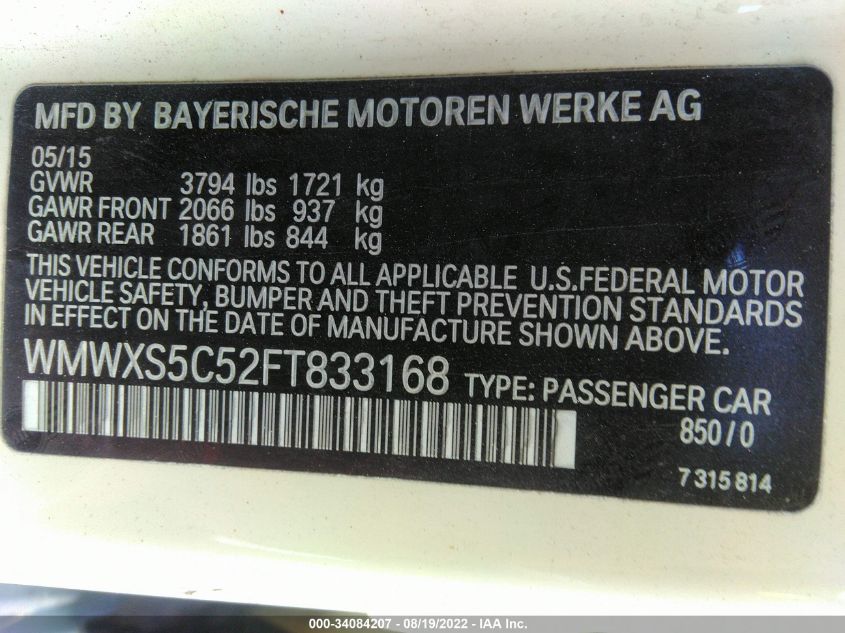 MFD BY BAYERISCHE MOTOREN WERKE AG
05/15
GVWR 3794 lbs 1721 kg
GAWR FRONT 2066 lbs 937 kg
GAWR REAR 1861 lbs 844 kg
THIS VEHICLE CONFORMS TO ALL APPLICABLE U.S.FEDERAL MOTOR
VEHICLE SAFETY, BUMPER AND THEFT PREVENTION STANDARDS
IN EFFECT ON THE DATE OF MANUFACTURE SHOWN ABOVE.
WMWXS5C52FT833168 TYPE: PASSENGER CAR
850/0
7 315 814
000-34084207 - 08/19/2022 - IAA Inc.